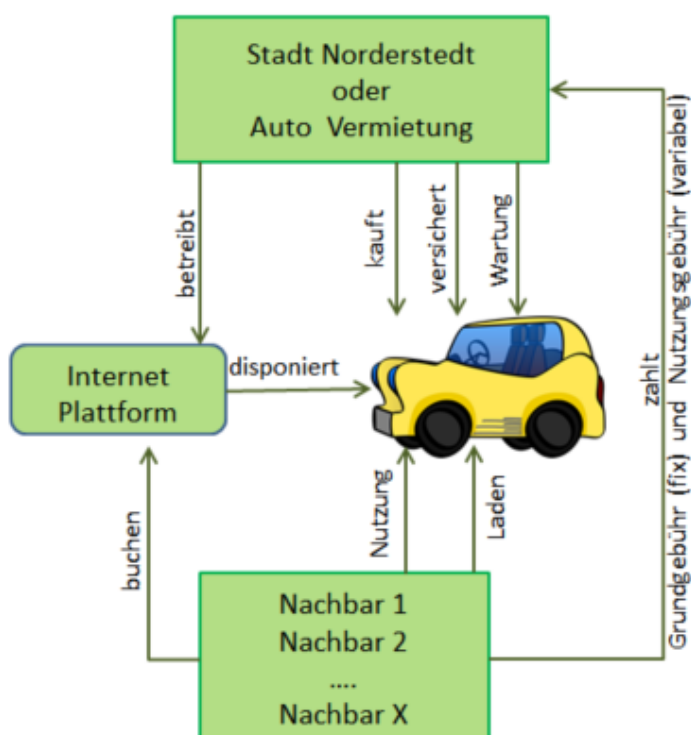 Stadt Norderstedt
oder
Auto Vermietung
betreibt
kauft
versichert
Wartung
Internet
Plattform
disponiert
zahlt
Grundgebühr (fix) und Nutzungsgebühr (variabel)
buchen
Nutzung
Laden
Nachbar 1
Nachbar 2
....
Nachbar X